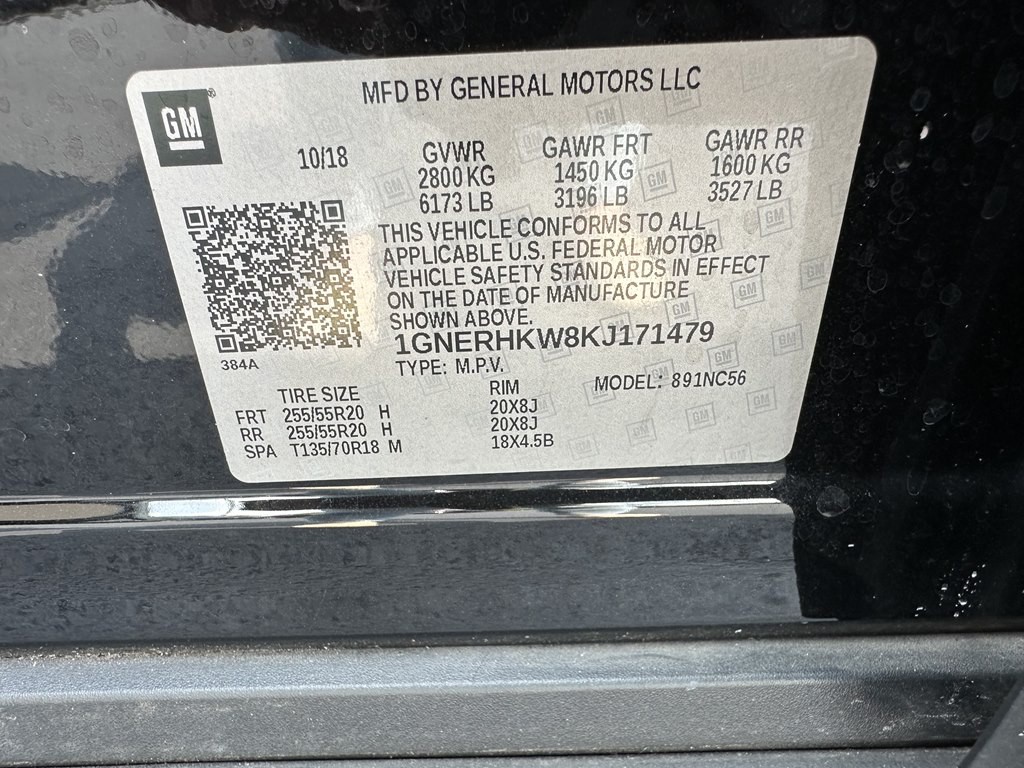 MFD BY GENERAL MOTORS LLC
GM®
10/18
GVWR GAWR FRT GAWR RR
2800 KG 1450 KG 1600 KG
6173 LB 3196 LB 3527 LB
THIS VEHICLE CONFORMS TO ALL
APPLICABLE U.S. FEDERAL MOTOR
VEHICLE SAFETY STANDARDS IN EFFECT
ON THE DATE OF MANUFACTURE
SHOWN ABOVE.
1GNERHKW8KJ171479
384A
TYPE: M.P.V. MODEL: 891NC56
TIRE SIZE RIM
FRT 255/55R20 H 20X8J
RR 255/55R20 H 20X8J
SPA T135/70R18 M 18X4.5B